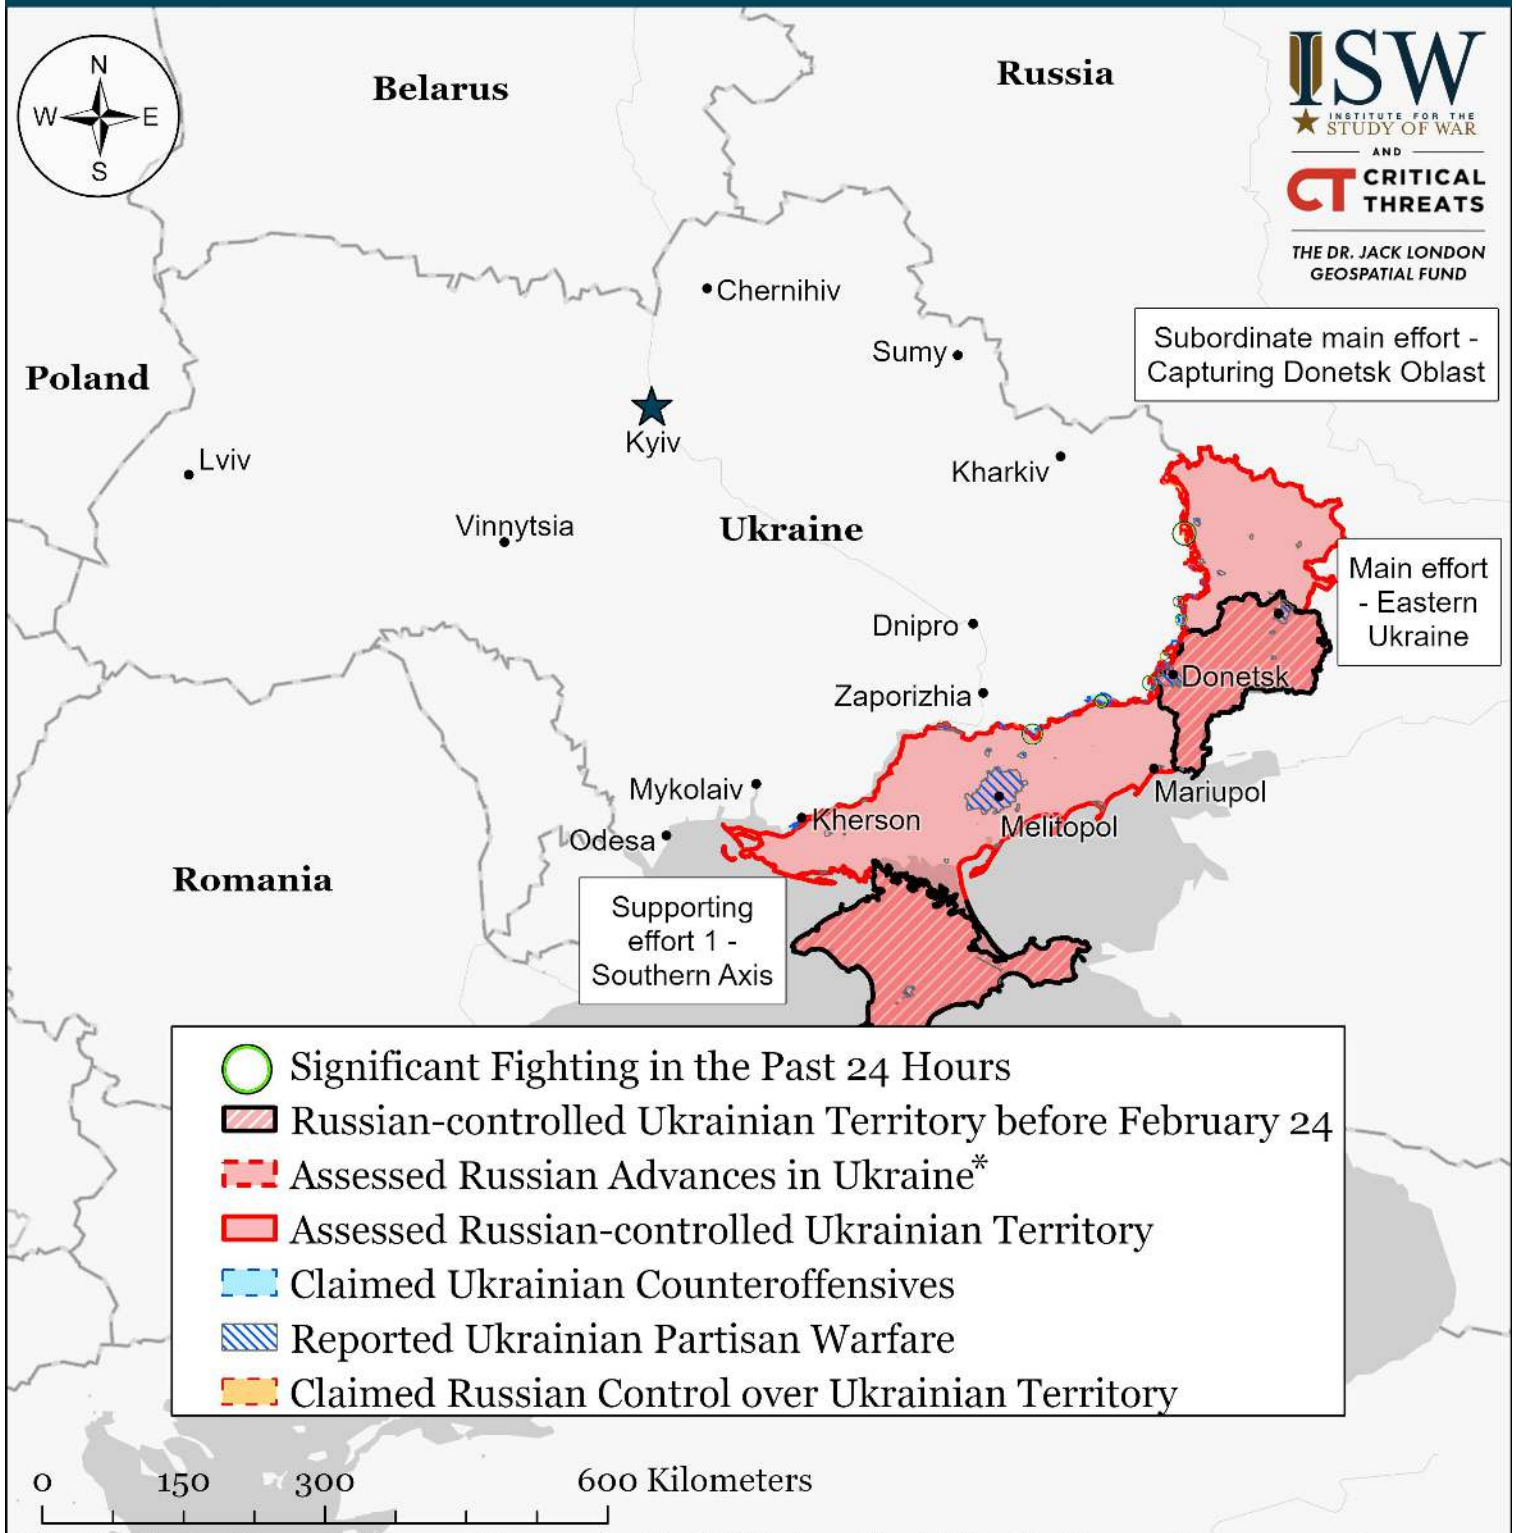 N
W E
S
Belarus
Russia
ISW
INSTITUTE FOR THE
STUDY OF WAR
AND
CT CRITICAL
THREATS
THE DR. JACK LONDON
GEOSPATIAL FUND
Chernihiv
Sumy
Subordinate main effort -
Capturing Donetsk Oblast
Poland
Kyiv
Lviv
Kharkiv
Vinnytsia
Ukraine
Main effort
- Eastern
Ukraine
Dnipro
Donetsk
Zaporizhia
Mykolaiv
Mariupol
Kherson
Melitopol
Odesa
Romania
Supporting
effort 1 -
Southern Axis
Significant Fighting in the Past 24 Hours
Russian-controlled Ukrainian Territory before February 24
Assessed Russian Advances in Ukraine*
Assessed Russian-controlled Ukrainian Territory
Claimed Ukrainian Counteroffensives
Reported Ukrainian Partisan Warfare
Claimed Russian Control over Ukrainian Territory
0 150 300 600 Kilometers